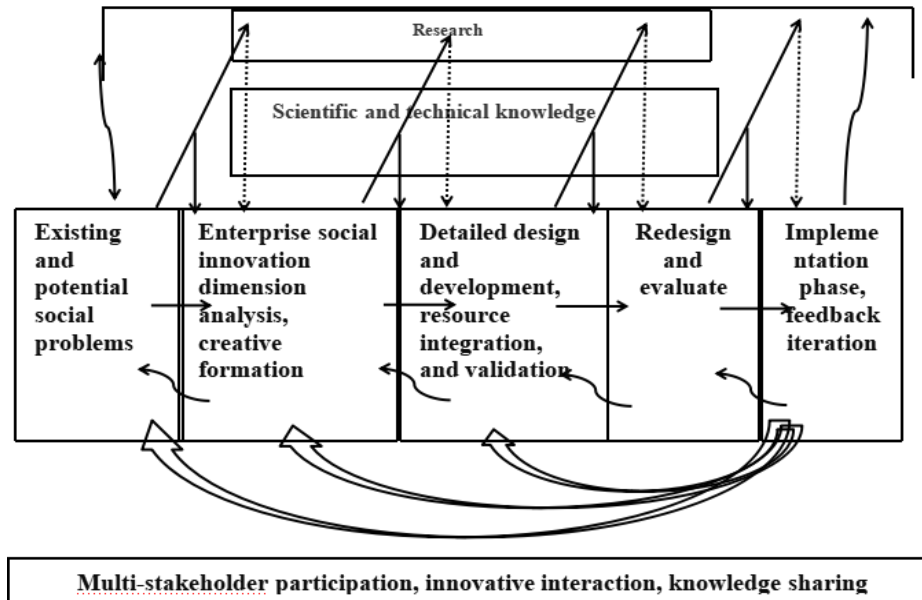 Research
Scientific and technical knowledge
Existing
and
potential
social
problems
Enterprise social
innovation
dimension
analysis,
creative
formation
Detailed design
and
development,
resource
integration,
and validation
Redesign
and
evaluate
Impleme
ntation
phase,
feedback
iteration
Multi-stakeholder participation, innovative interaction, knowledge sharing